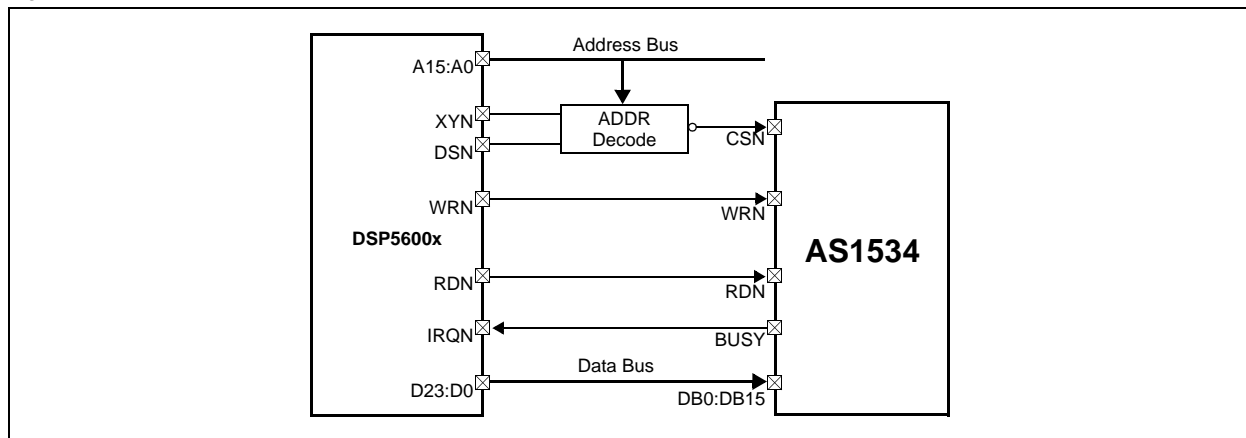 Address Bus
A15:A0
XYN
ADDR
Decode
DSN
CSN
WRN
WRN
DSP5600x
AS1534
RDN
RDN
IRQN
BUSY
Data Bus
D23:D0
DB0:DB15